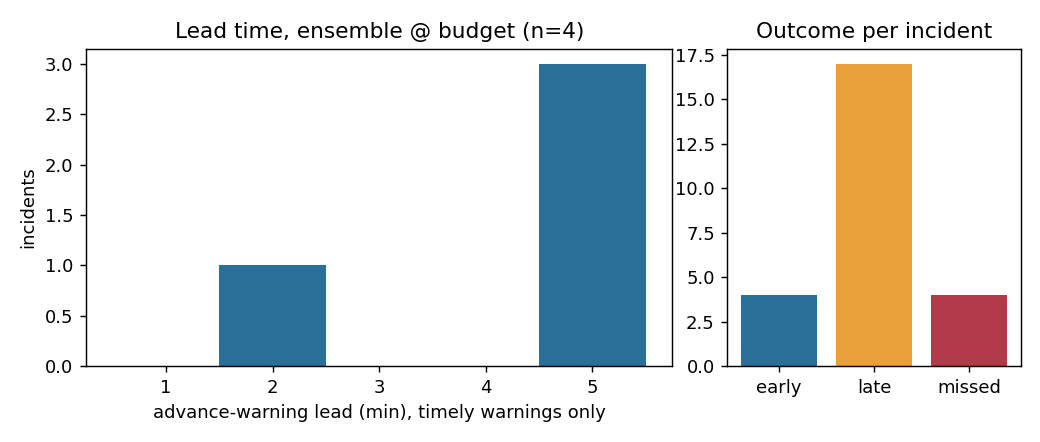 Lead time, ensemble @ budget (n=4)
3.0
2.5
2.0
1.5
1.0
0.5
0.0
incidents
1 2 3 4 5
advance-warning lead (min), timely warnings only
Outcome per incident
17.5
15.0
12.5
10.0
7.5
5.0
2.5
0.0
early late missed